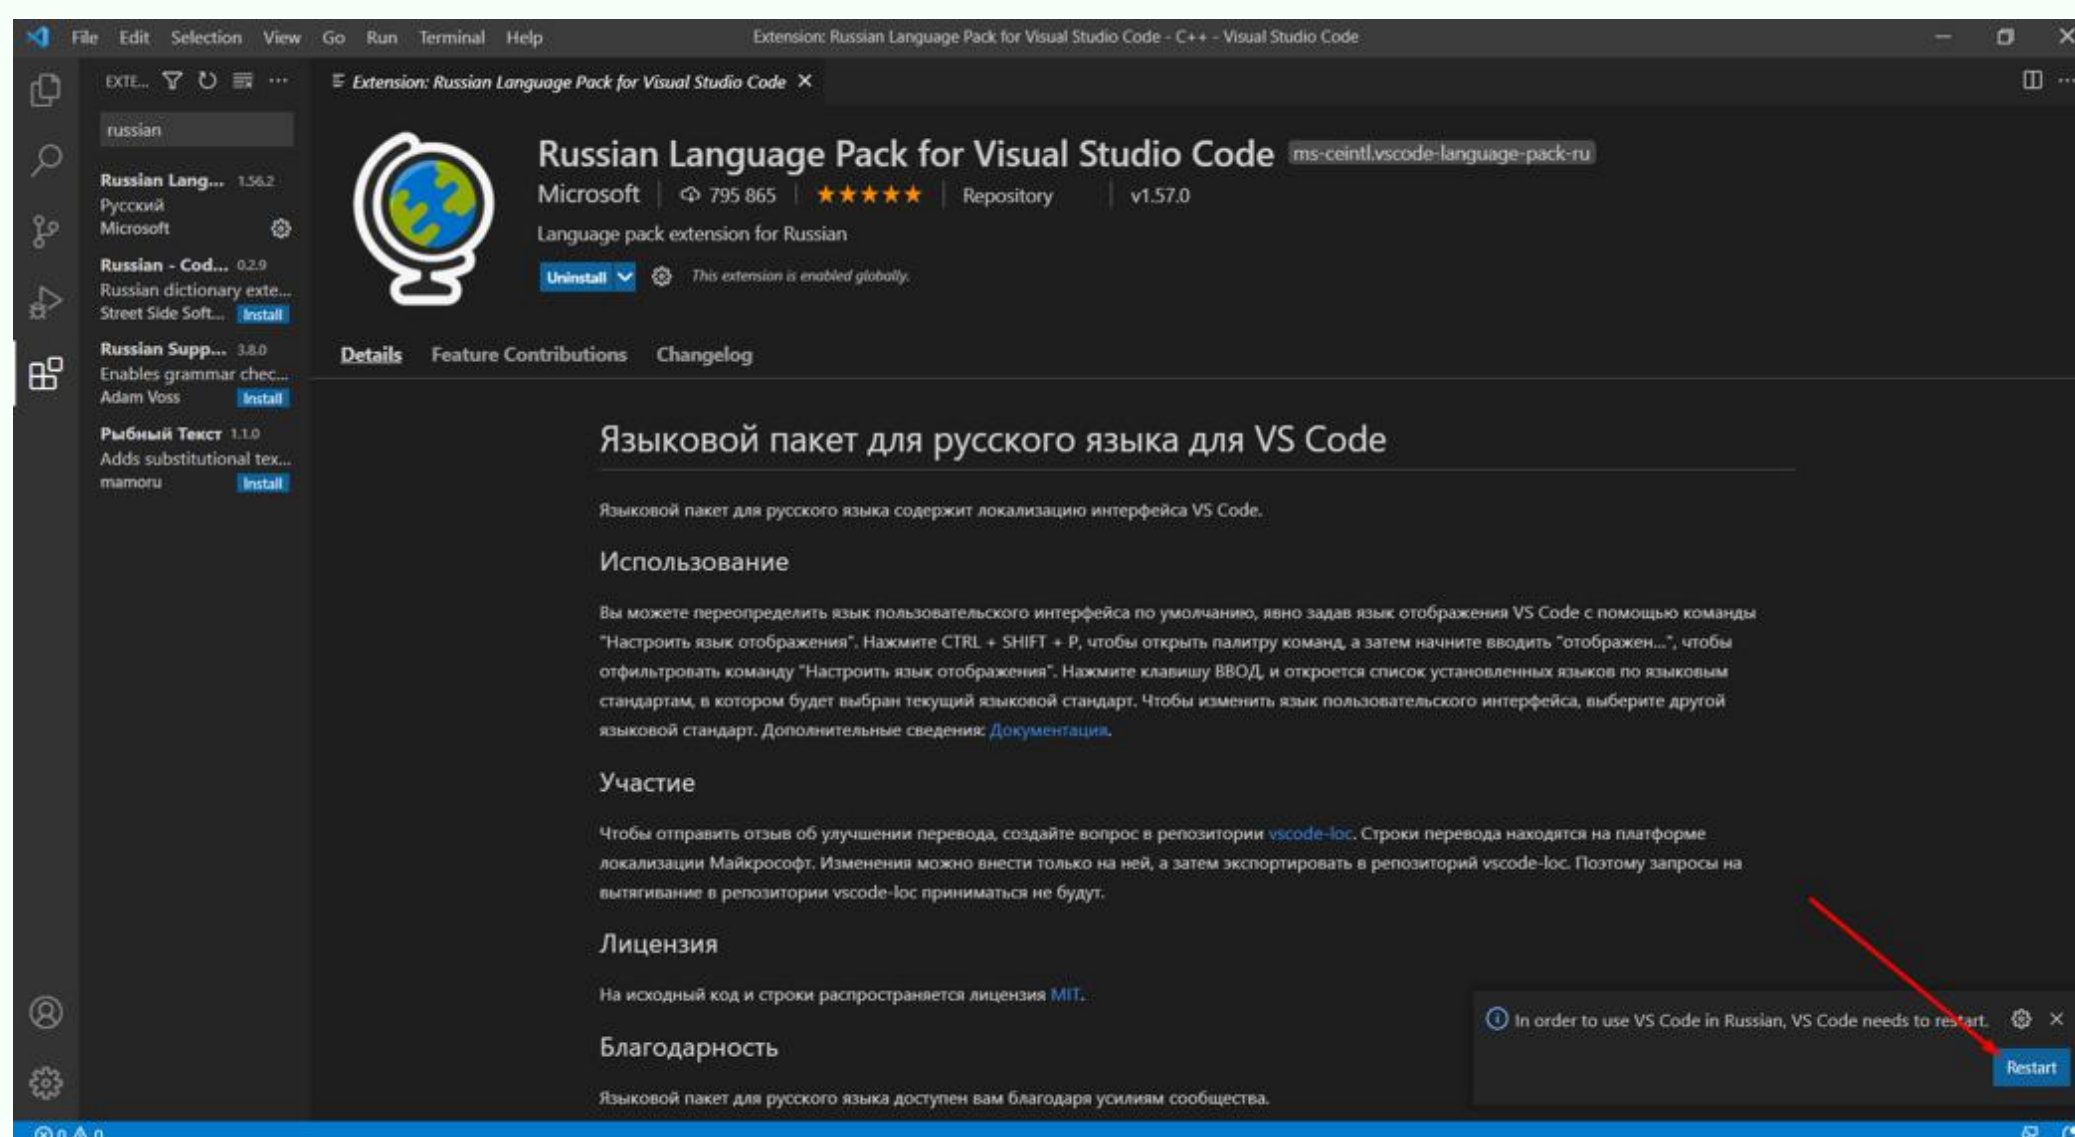 File Edit Selection View Go Run Terminal Help
Extension: Russian Language Pack for Visual Studio Code - C++ - Visual Studio Code
EXTE...
Extension: Russian Language Pack for Visual Studio Code
russian
Russian Lang... 1.56.2
Русский
Microsoft
Russian - Cod... 0.2.9
Russian dictionary exte...
Street Side Soft... Install
Russian Supp... 3.8.0
Enables grammar chec...
Adam Voss Install
Рыбный Текст 1.1.0
Adds substitutional tex...
mamoru Install
Russian Language Pack for Visual Studio Code ms-ceintl.vscode-language-pack-ru
Microsoft 795 865 Repository v1.57.0
Language pack extension for Russian
Uninstall This extension is enabled globally.
Details Feature Contributions Changelog
Языковой пакет для русского языка для VS Code
Языковой пакет для русского языка содержит локализацию интерфейса VS Code.
Использование
Вы можете переопределить язык пользовательского интерфейса по умолчанию, явно задав язык отображения VS Code с помощью команды
"Настроить язык отображения". Нажмите CTRL + SHIFT + P, чтобы открыть палитру команд, а затем начните вводить "отображен...", чтобы
отфильтровать команду "Настроить язык отображения". Нажмите клавишу ВВОД, и откроется список установленных языков по языковым
стандартам, в котором будет выбран текущий языковой стандарт. Чтобы изменить язык пользовательского интерфейса, выберите другой
языковой стандарт. Дополнительные сведения: Документация.
Участие
Чтобы отправить отзыв об улучшении перевода, создайте вопрос в репозитории vscode-loc. Строки перевода находятся на платформе
локализации Майкрософт. Изменения можно внести только на ней, а затем экспортировать в репозиторий vscode-loc. Поэтому запросы на
вытягивание в репозитории vscode-loc приниматься не будут.
Лицензия
На исходный код и строки распространяется лицензия MIT.
Благодарность
Языковой пакет для русского языка доступен вам благодаря усилиям сообщества.
In order to use VS Code in Russian, VS Code needs to restart.
Restart